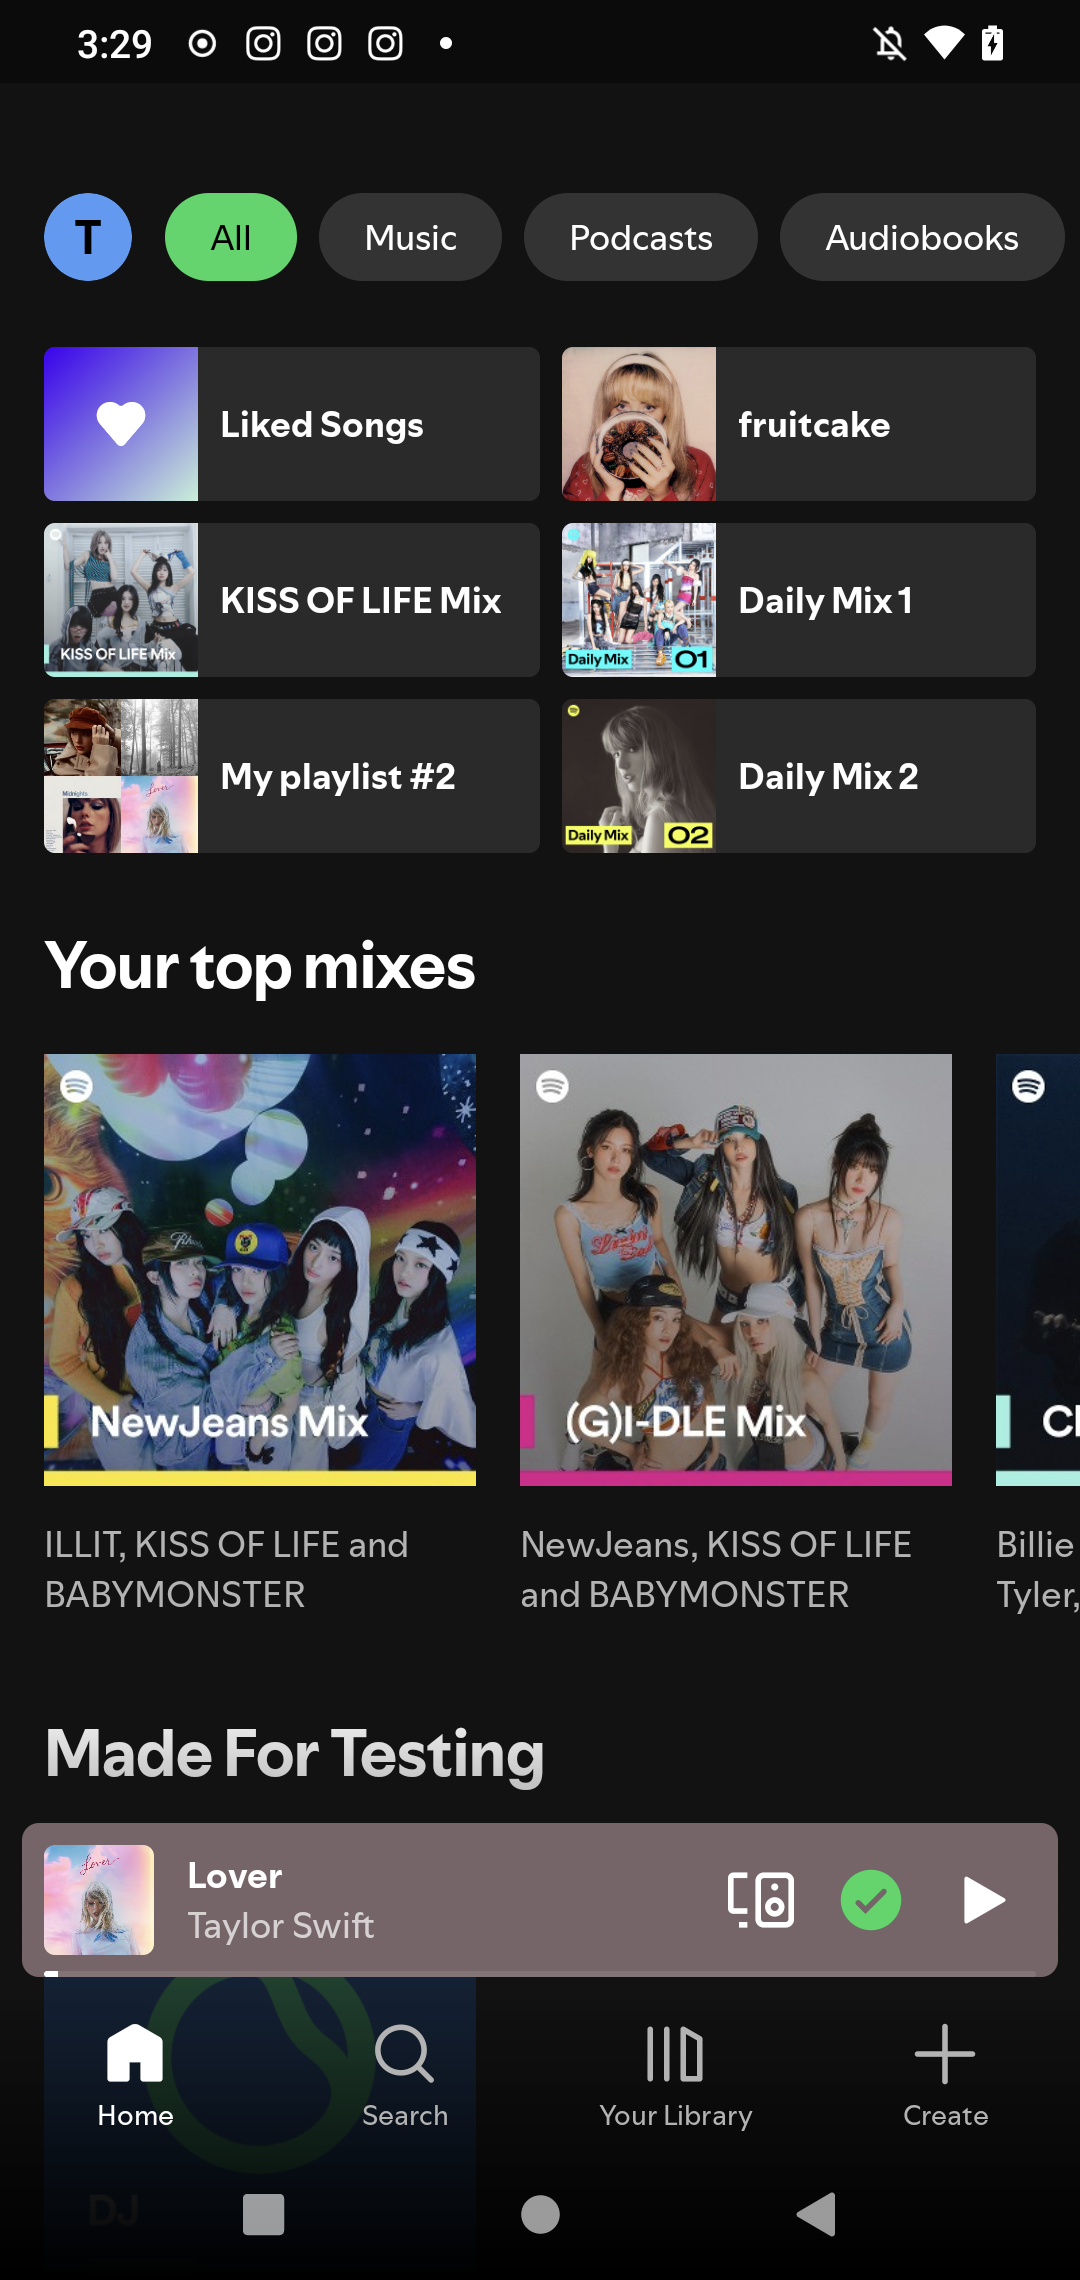 3:29
T
All
Music
Podcasts
Audiobooks
Liked Songs
fruitcake
KISS OF LIFE Mix
KISS OF LIFE Mix
Daily Mix 01
Daily Mix 1
Midnights
Lover
My playlist #2
Daily Mix 02
Daily Mix 2
Your top mixes
NewJeans Mix
(G)I-DLE Mix
ILLIT, KISS OF LIFE and
BABYMONSTER
NewJeans, KISS OF LIFE
and BABYMONSTER
Billie
Tyler,
Made For Testing
Lover
Lover
Taylor Swift
Home
Search
Your Library
Create
DJ